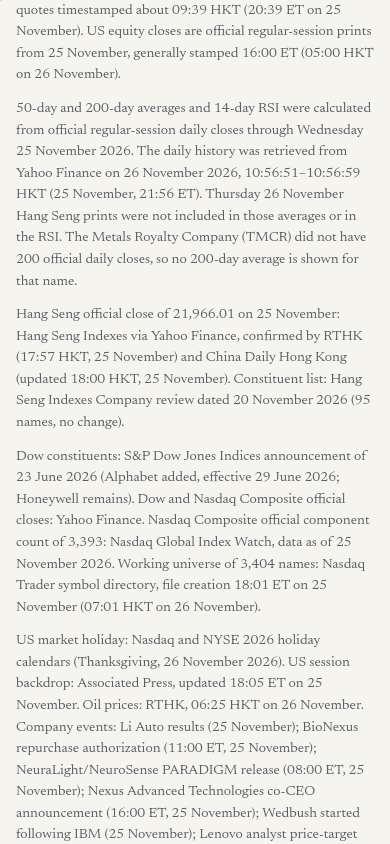 quotes timestamped about 09:39 HKT (20:39 ET on 25
November). US equity closes are official regular-session prints
from 25 November, generally stamped 16:00 ET (05:00 HKT
on 26 November).
50-day and 200-day averages and 14-day RSI were calculated
from official regular-session daily closes through Wednesday
25 November 2026. The daily history was retrieved from
Yahoo Finance on 26 November 2026, 10:56:51–10:56:59
HKT (25 November, 21:56 ET). Thursday 26 November
Hang Seng prints were not included in those averages or in
the RSI. The Metals Royalty Company (TMCR) did not have
200 official daily closes, so no 200-day average is shown for
that name.
Hang Seng official close of 21,966.01 on 25 November:
Hang Seng Indexes via Yahoo Finance, confirmed by RTHK
(17:57 HKT, 25 November) and China Daily Hong Kong
(updated 18:00 HKT, 25 November). Constituent list: Hang
Seng Indexes Company review dated 20 November 2026 (95
names, no change).
Dow constituents: S&P Dow Jones Indices announcement of
23 June 2026 (Alphabet added, effective 29 June 2026;
Honeywell remains). Dow and Nasdaq Composite official
closes: Yahoo Finance. Nasdaq Composite official component
count of 3,393: Nasdaq Global Index Watch, data as of 25
November 2026. Working universe of 3,404 names: Nasdaq
Trader symbol directory, file creation 18:01 ET on 25
November (07:01 HKT on 26 November).
US market holiday: Nasdaq and NYSE 2026 holiday
calendars (Thanksgiving, 26 November 2026). US session
backdrop: Associated Press, updated 18:05 ET on 25
November. Oil prices: RTHK, 06:25 HKT on 26 November.
Company events: Li Auto results (25 November); BioNexus
repurchase authorization (11:00 ET, 25 November);
NeuraLight/NeuroSense PARADIGM release (08:00 ET, 25
November); Nexus Advanced Technologies co-CEO
announcement (16:00 ET, 25 November); Wedbush started
following IBM (25 November); Lenovo analyst price-target